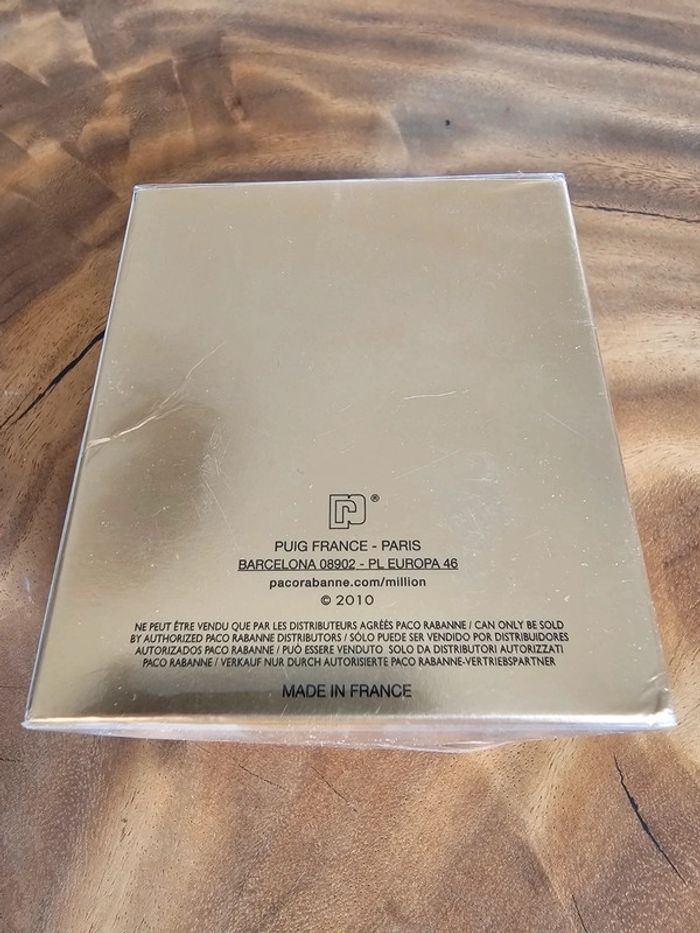 ®
PUIG FRANCE - PARIS
BARCELONA 08902 - PL EUROPA 46
pacorabanne.com/million
© 2010
NE PEUT ÊTRE VENDU QUE PAR LES DISTRIBUTEURS AGRÉÉS PACO RABANNE / CAN ONLY BE SOLD
BY AUTHORIZED PACO RABANNE DISTRIBUTORS / SÓLO PUEDE SER VENDIDO POR DISTRIBUIDORES
AUTORIZADOS PACO RABANNE / PUÒ ESSERE VENDUTO SOLO DA DISTRIBUTORI AUTORIZZATI
PACO RABANNE / VERKAUF NUR DURCH AUTORISIERTE PACO RABANNE-VERTRIEBSPARTNER
MADE IN FRANCE